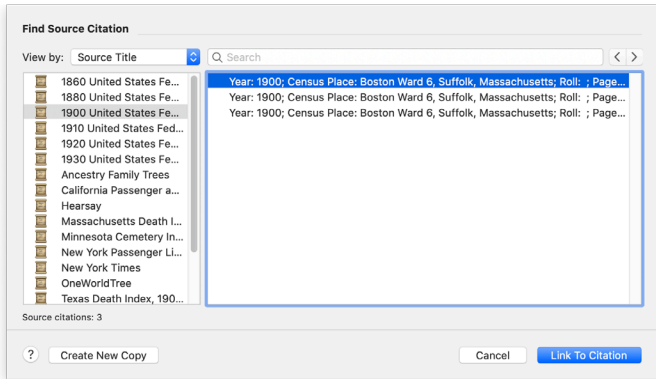 Find Source Citation
View by: Source Title Search
1860 United States Fe...
1880 United States Fe...
1900 United States Fe...
1910 United States Fed...
1920 United States Fe...
1930 United States Fe...
Ancestry Family Trees
California Passenger a...
Hearsay
Massachusetts Death I...
Minnesota Cemetery In...
New York Passenger Li...
New York Times
OneWorldTree
Texas Death Index, 190...
Year: 1900; Census Place: Boston Ward 6, Suffolk, Massachusetts; Roll: ; Page...
Year: 1900; Census Place: Boston Ward 6, Suffolk, Massachusetts; Roll: ; Page...
Year: 1900; Census Place: Boston Ward 6, Suffolk, Massachusetts; Roll: ; Page...
Source citations: 3
? Create New Copy Cancel Link To Citation